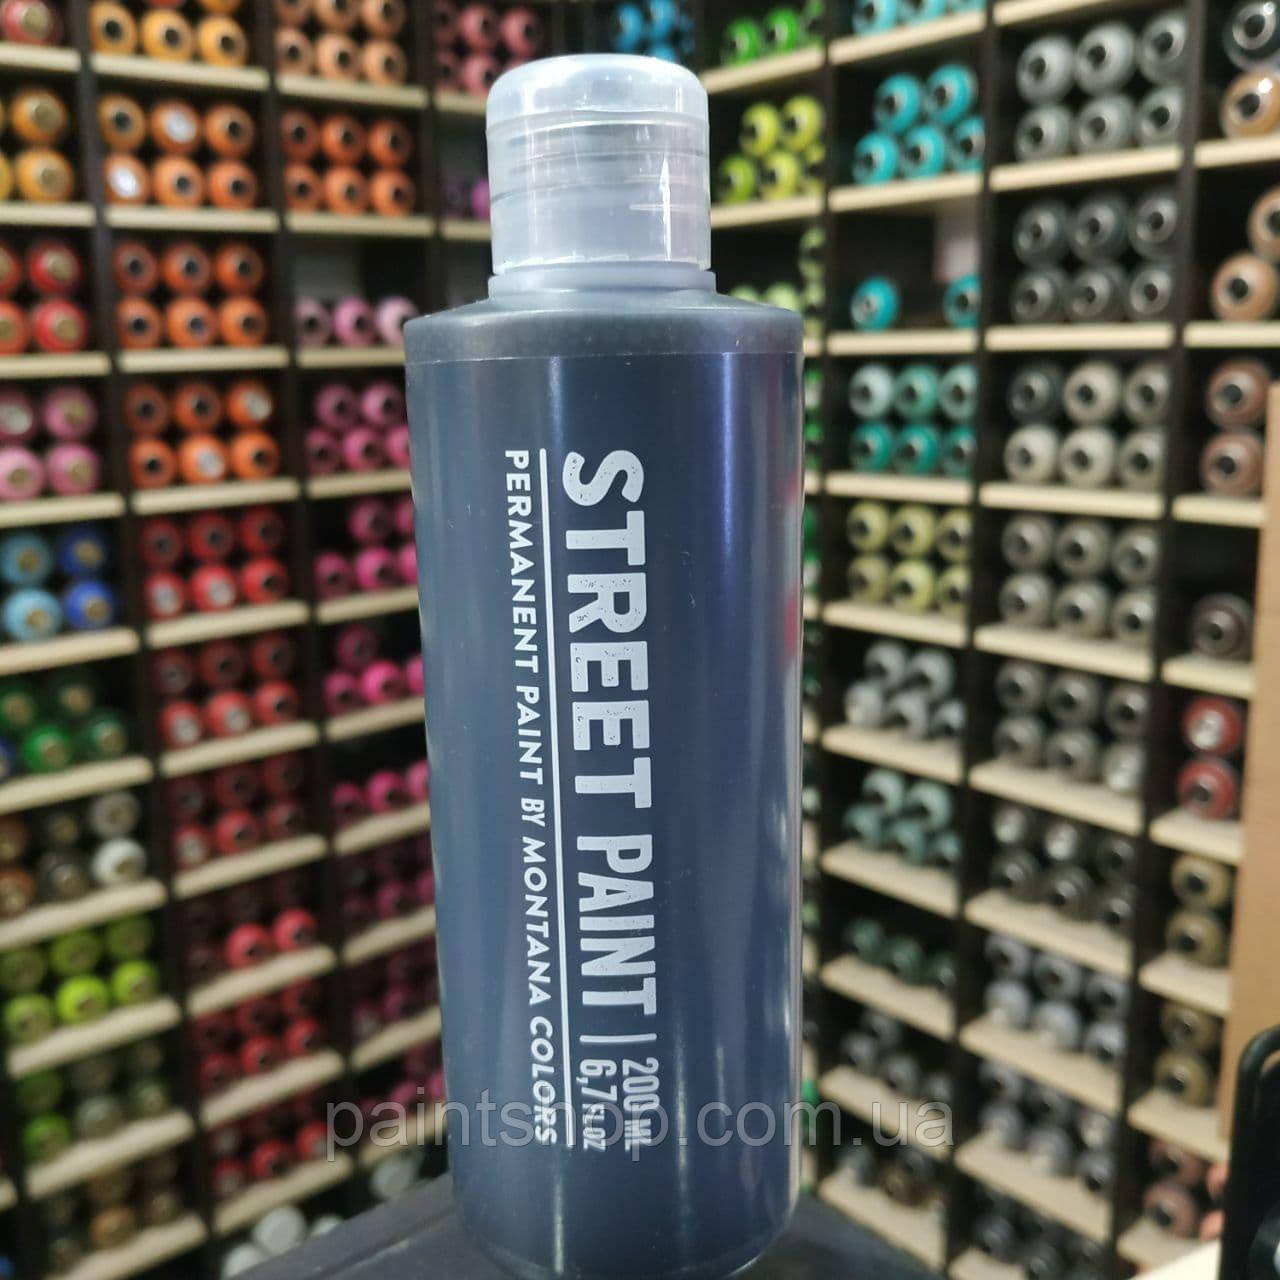 STREET PAINT | 200 ML
6,7 FL OZ
PERMANENT PAINT BY MONTANA COLORS
paintshop.com.ua